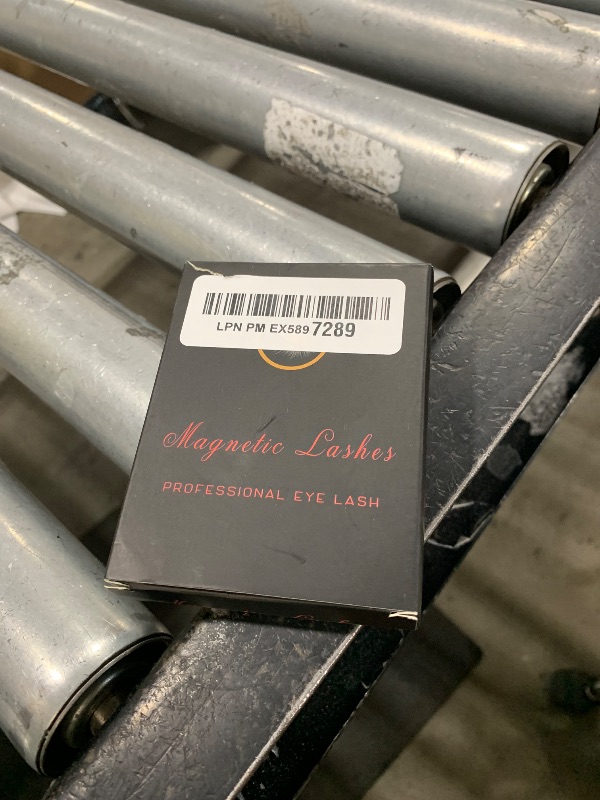 LPN PM EX589 7289
Magnetic Lashes
PROFESSIONAL EYE LASH